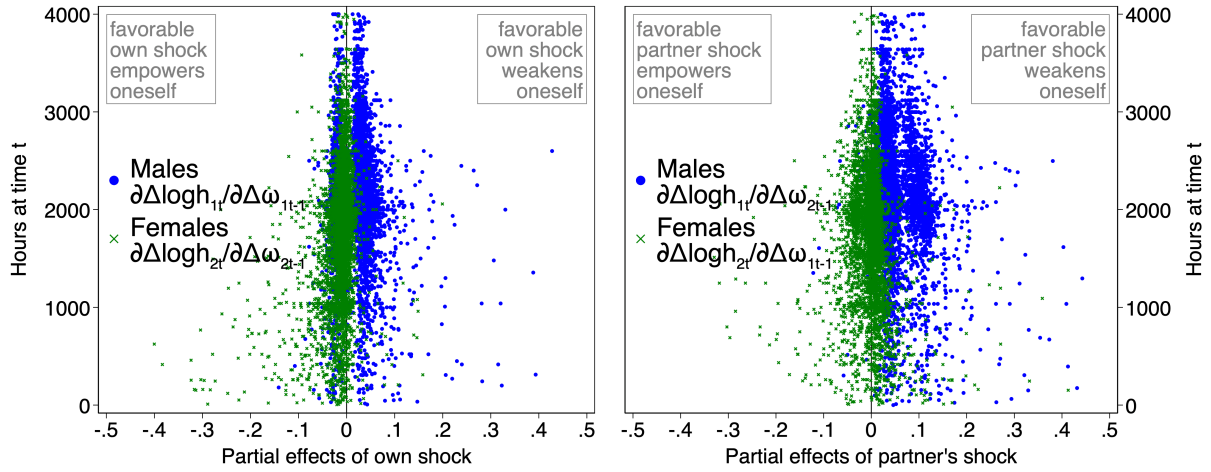 favorable
own shock
empowers
oneself
favorable
own shock
weakens
oneself
Males
∂Δlogh1t/∂Δω1t-1
Females
∂Δlogh2t/∂Δω2t-1
Hours at time t
4000
3000
2000
1000
0
-.5 -.4 -.3 -.2 -.1 0 .1 .2 .3 .4 .5
Partial effects of own shock
favorable
partner shock
empowers
oneself
favorable
partner shock
weakens
oneself
Males
∂Δlogh1t/∂Δω2t-1
Females
∂Δlogh2t/∂Δω1t-1
4000
3000
2000
1000
0
Hours at time t
-.5 -.4 -.3 -.2 -.1 0 .1 .2 .3 .4 .5
Partial effects of partner's shock